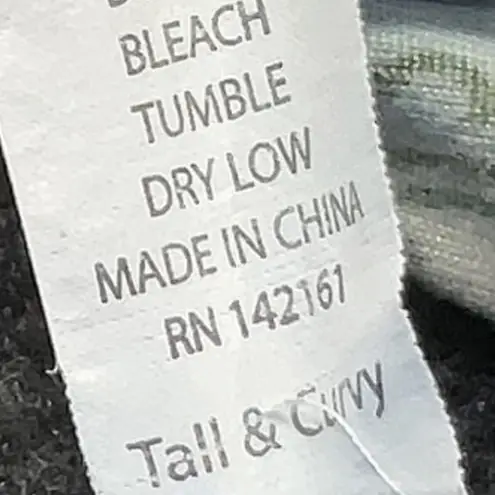 BLEACH
TUMBLE
DRY LOW
MADE IN CHINA
RN 142161
Tall & Curvy